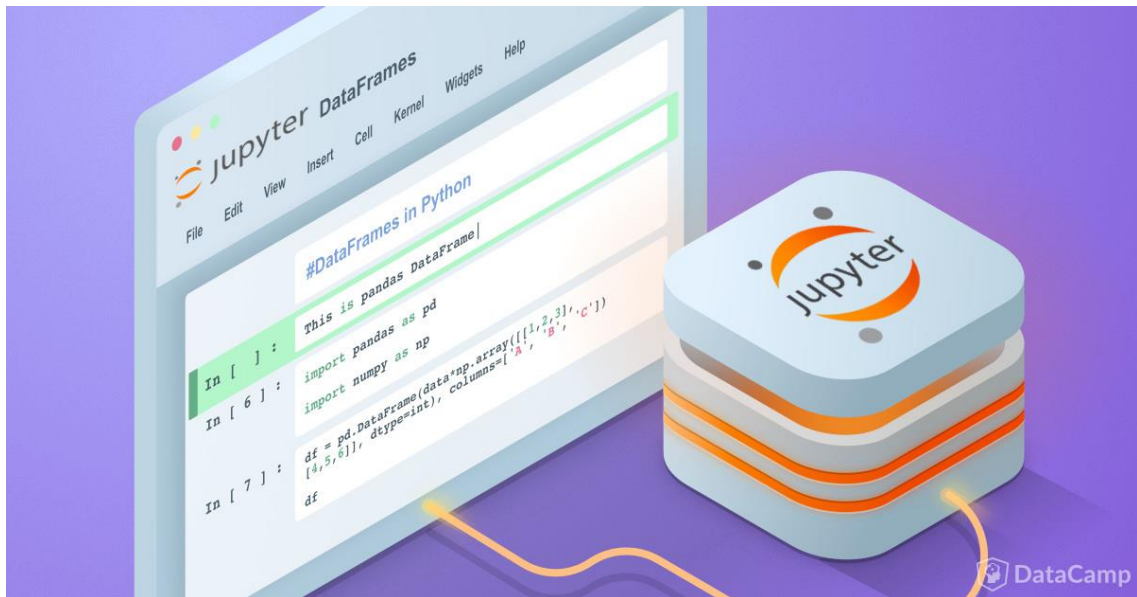 jupyter DataFrames
File Edit View Insert Cell Kernel Widgets Help
#DataFrames in Python
In [ ] : This is pandas DataFrame|
In [ 6 ] : import pandas as pd
import numpy as np
In [ 7 ] : df = pd.DataFrame(data*np.array([[1,2,3],
[4,5,6]], dtype=int), columns=['A', 'B', 'C'])
df
jupyter
DataCamp